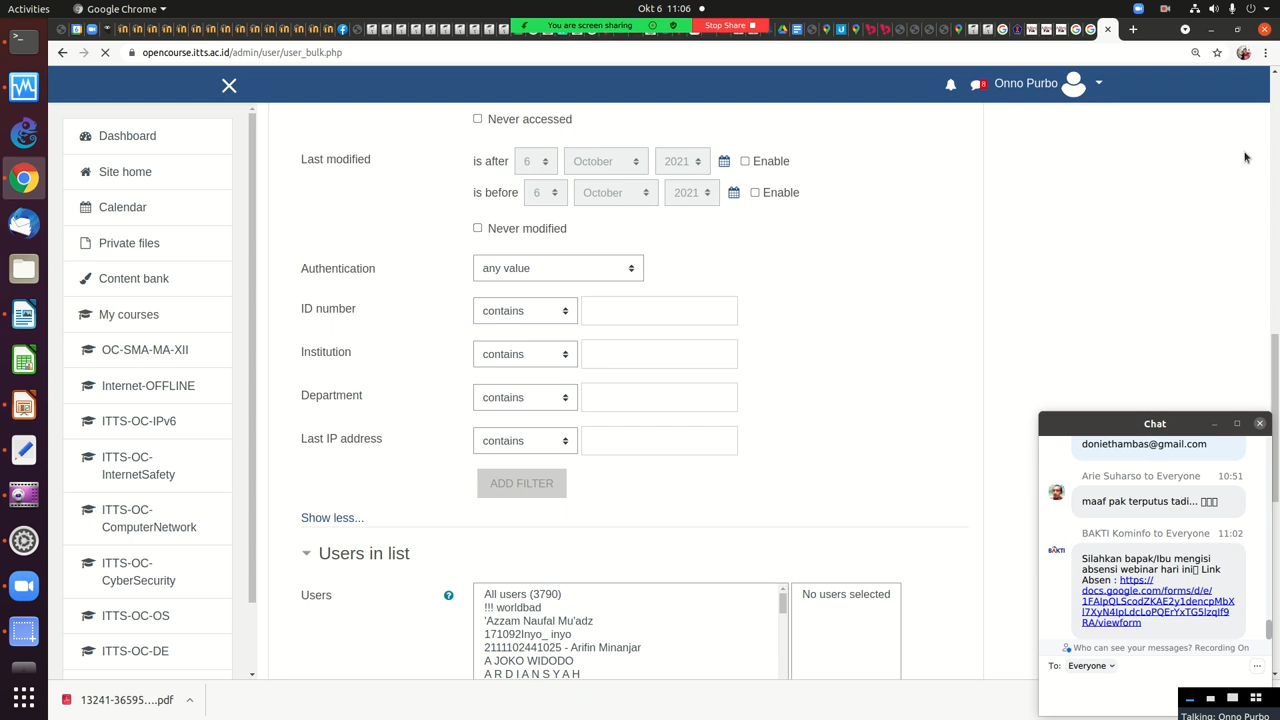 Google Chrome
Okt 6 11:06
You are screen sharing
Stop Share
opencourse.itts.ac.id/admin/user/user_bulk.php
8
Onno Purbo
Dashboard
Site home
Calendar
Private files
Content bank
My courses
OC-SMA-MA-XII
Internet-OFFLINE
ITTS-OC-IPv6
ITTS-OC-
InternetSafety
ITTS-OC-
ComputerNetwork
ITTS-OC-
CyberSecurity
ITTS-OC-OS
ITTS-OC-DE
Never accessed
Last modified
is after 6 October 2021 Enable
is before 6 October 2021 Enable
Never modified
Authentication any value
ID number contains
Institution contains
Department contains
Last IP address contains
ADD FILTER
Show less...
Users in list
Users
All users (3790)
!!! worldbad
'Azzam Naufal Mu'adz
171092Inyo_ inyo
2111102441025 - Arifin Minanjar
A JOKO WIDODO
A R D I A N S Y A H
No users selected
Chat
doniethambas@gmail.com
Arie Suharso to Everyone 10:51
maaf pak terputus tadi...
BAKTI Kominfo to Everyone 11:02
BAKTI
Silahkan bapak/Ibu mengisi
absensi webinar hari ini Link
Absen : https://
docs.google.com/forms/d/e/
1FAIpQLScodZKAE2y1dencpMbX
l7XyN4IpLdcLoPQErYxTG5lzqIf9
RA/viewform
Who can see your messages? Recording On
To: Everyone
13241-36595....pdf
Talking: Onno Purbo